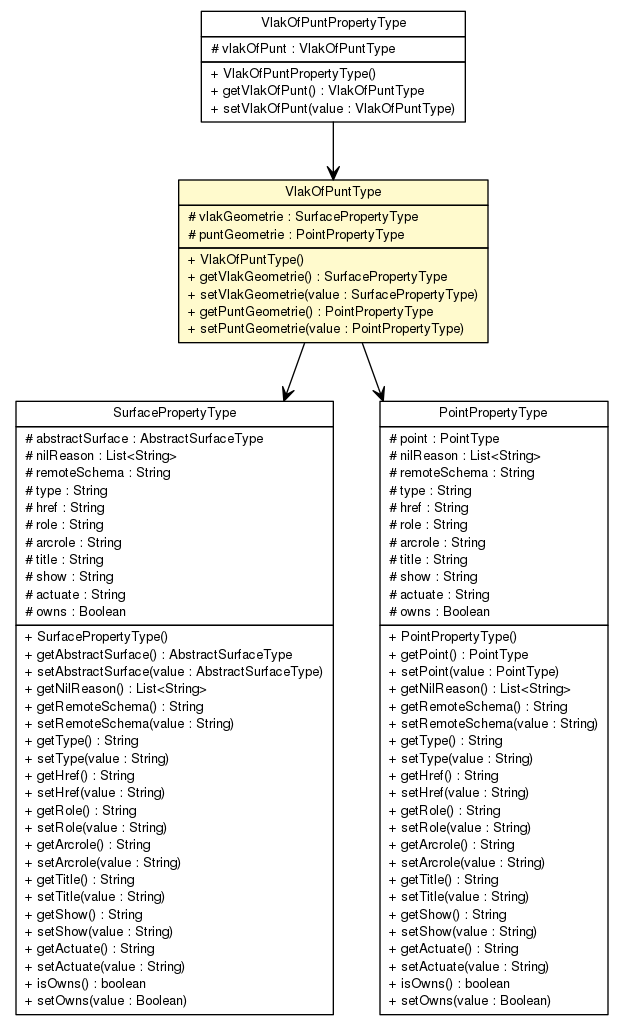 VlakOfPuntPropertyType
# vlakOfPunt : VlakOfPuntType
+ VlakOfPuntPropertyType()
+ getVlakOfPunt() : VlakOfPuntType
+ setVlakOfPunt(value : VlakOfPuntType)
VlakOfPuntType
# vlakGeometrie : SurfacePropertyType
# puntGeometrie : PointPropertyType
+ VlakOfPuntType()
+ getVlakGeometrie() : SurfacePropertyType
+ setVlakGeometrie(value : SurfacePropertyType)
+ getPuntGeometrie() : PointPropertyType
+ setPuntGeometrie(value : PointPropertyType)
SurfacePropertyType
# abstractSurface : AbstractSurfaceType
# nilReason : List<String>
# remoteSchema : String
# type : String
# href : String
# role : String
# arcrole : String
# title : String
# show : String
# actuate : String
# owns : Boolean
+ SurfacePropertyType()
+ getAbstractSurface() : AbstractSurfaceType
+ setAbstractSurface(value : AbstractSurfaceType)
+ getNilReason() : List<String>
+ getRemoteSchema() : String
+ setRemoteSchema(value : String)
+ getType() : String
+ setType(value : String)
+ getHref() : String
+ setHref(value : String)
+ getRole() : String
+ setRole(value : String)
+ getArcrole() : String
+ setArcrole(value : String)
+ getTitle() : String
+ setTitle(value : String)
+ getShow() : String
+ setShow(value : String)
+ getActuate() : String
+ setActuate(value : String)
+ isOwns() : boolean
+ setOwns(value : Boolean)
PointPropertyType
# point : PointType
# nilReason : List<String>
# remoteSchema : String
# type : String
# href : String
# role : String
# arcrole : String
# title : String
# show : String
# actuate : String
# owns : Boolean
+ PointPropertyType()
+ getPoint() : PointType
+ setPoint(value : PointType)
+ getNilReason() : List<String>
+ getRemoteSchema() : String
+ setRemoteSchema(value : String)
+ getType() : String
+ setType(value : String)
+ getHref() : String
+ setHref(value : String)
+ getRole() : String
+ setRole(value : String)
+ getArcrole() : String
+ setArcrole(value : String)
+ getTitle() : String
+ setTitle(value : String)
+ getShow() : String
+ setShow(value : String)
+ getActuate() : String
+ setActuate(value : String)
+ isOwns() : boolean
+ setOwns(value : Boolean)